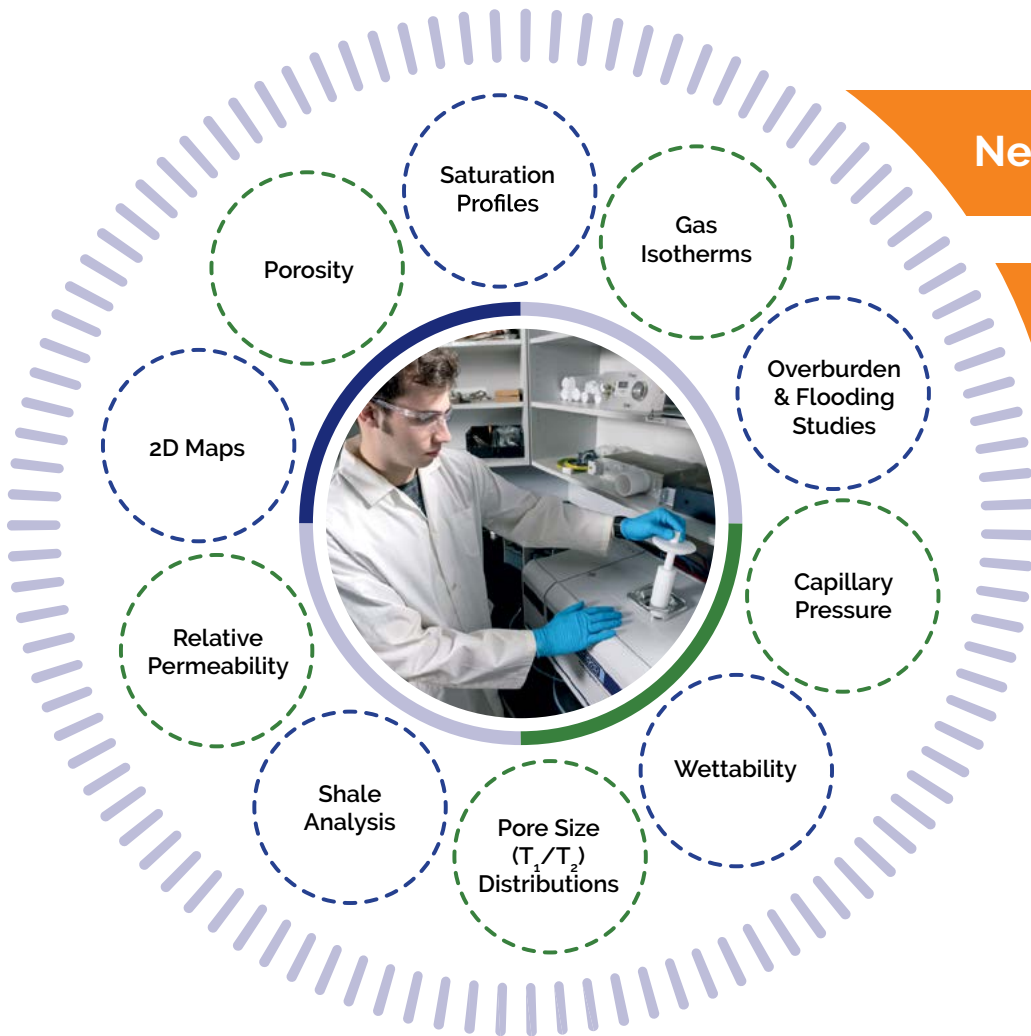 Saturation
Profiles
Gas
Isotherms
Overburden
& Flooding
Studies
Capillary
Pressure
Wettability
Pore Size
(T₁/T₂)
Distributions
Shale
Analysis
Relative
Permeability
2D Maps
Porosity